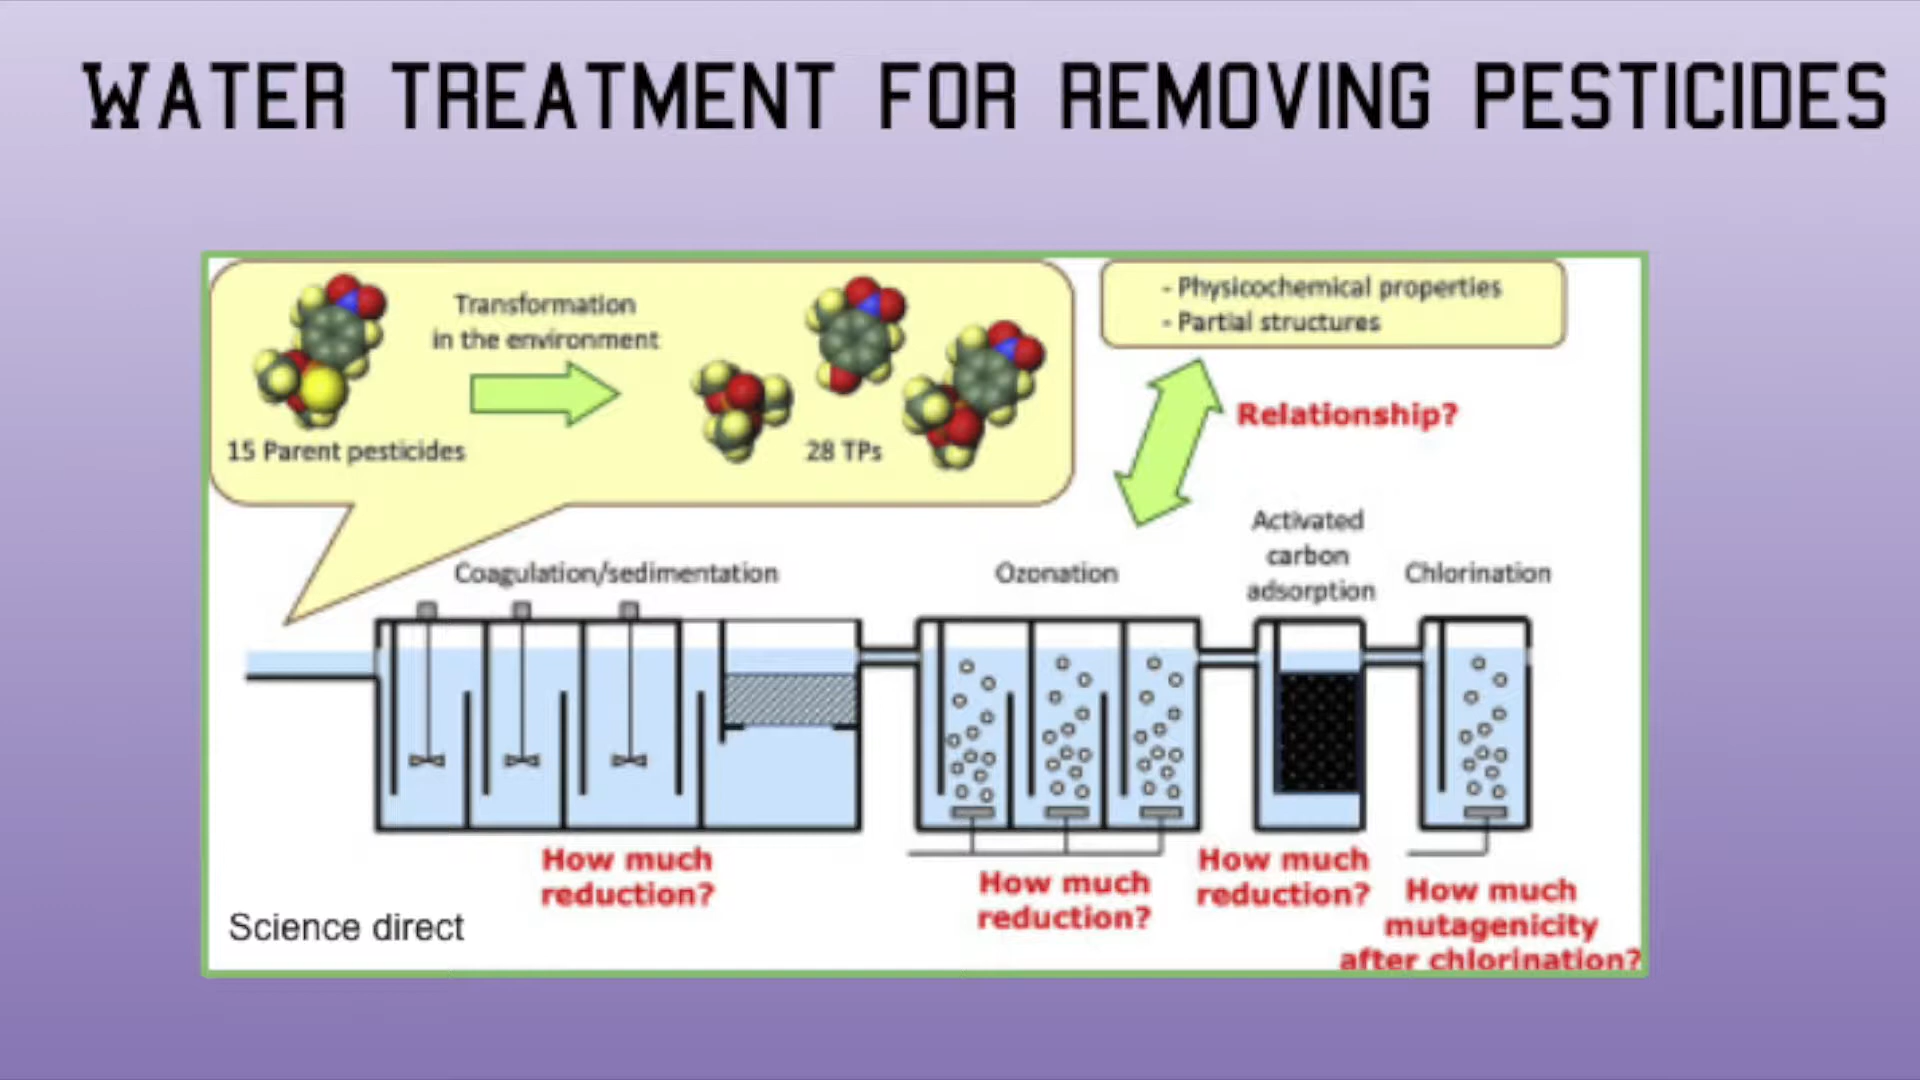 WATER TREATMENT FOR REMOVING PESTICIDES
Transformation
in the environment
15 Parent pesticides
28 TPs
- Physicochemical properties
- Partial structures
Relationship?
Coagulation/sedimentation
Ozonation
Activated
carbon
adsorption
Chlorination
How much
reduction?
How much
reduction?
How much
reduction?
How much
mutagenicity
after chlorination?
Science direct